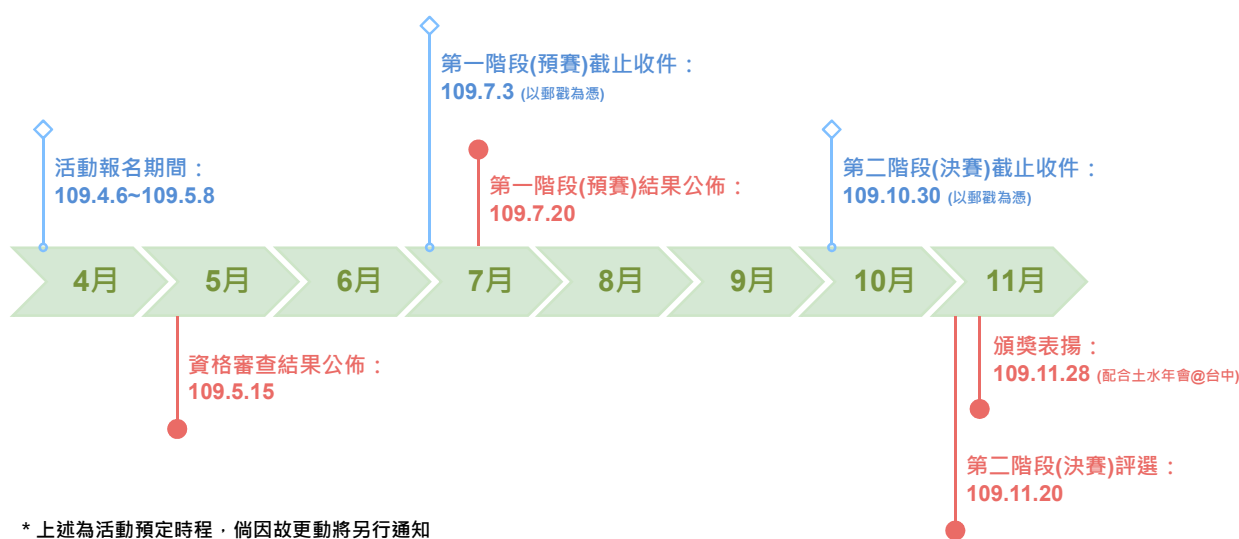 第一階段(預賽)截止收件：
109.7.3 (以郵戳為憑)
活動報名期間：
109.4.6~109.5.8
第一階段(預賽)結果公佈：
109.7.20
第二階段(決賽)截止收件：
109.10.30 (以郵戳為憑)
4月 5月 6月 7月 8月 9月 10月 11月
資格審查結果公佈：
109.5.15
頒獎表揚：
109.11.28 (配合土水年會@台中)
第二階段(決賽)評選：
109.11.20
* 上述為活動預定時程，倘因故更動將另行通知